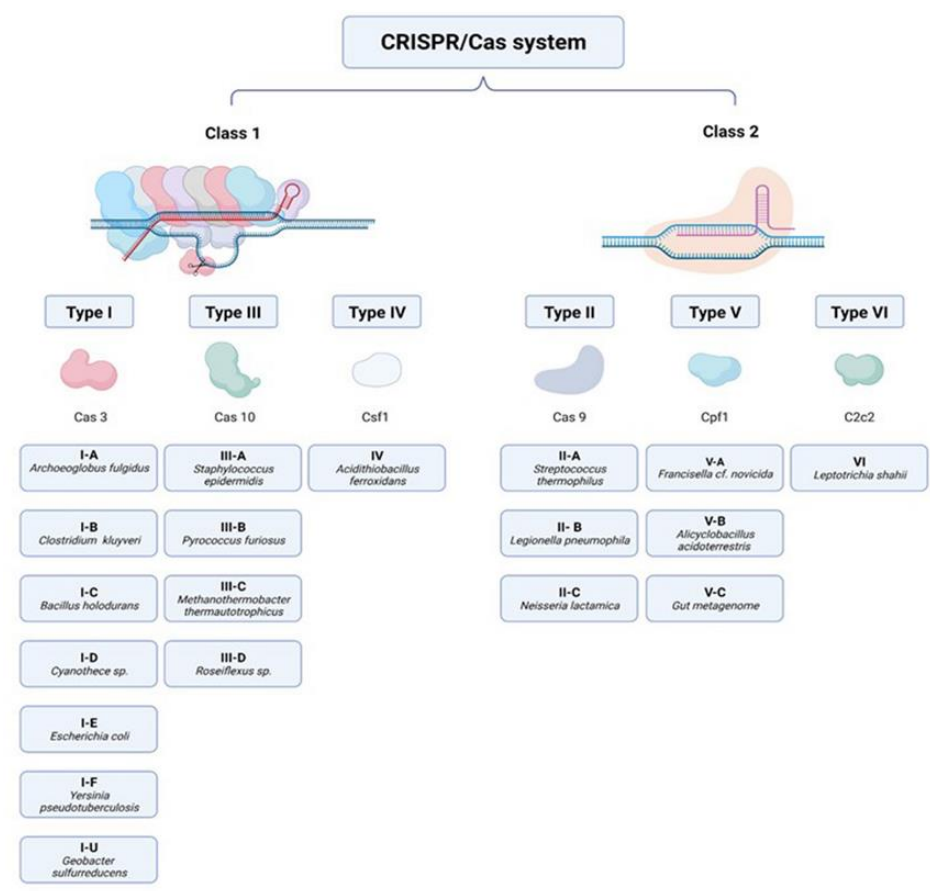 CRISPR/Cas system
Class 1
Class 2
Type I
Type III
Type IV
Type II
Type V
Type VI
Cas 3
Cas 10
Csf1
Cas 9
Cpf1
C2c2
I-A
Archoeoglobus fulgidus
III-A
Staphylococcus
epidermidis
IV
Acidithiobacillus
ferroxidans
II-A
Streptococcus
thermophilus
V-A
Francisella cf. novicida
VI
Leptotrichia shahii
I-B
Clostridium kluyveri
III-B
Pyrococcus furiosus
II- B
Legionella pneumophila
V-B
Alicyclobacillus
acidoterrestris
I-C
Bacillus holodurans
III-C
Methanothermobacter
thermautotrophicus
II-C
Neisseria lactamica
V-C
Gut metagenome
I-D
Cyanothece sp.
III-D
Roseiflexus sp.
I-E
Escherichia coli
I-F
Yersinia
pseudotuberculosis
I-U
Geobacter
sulfurreducens